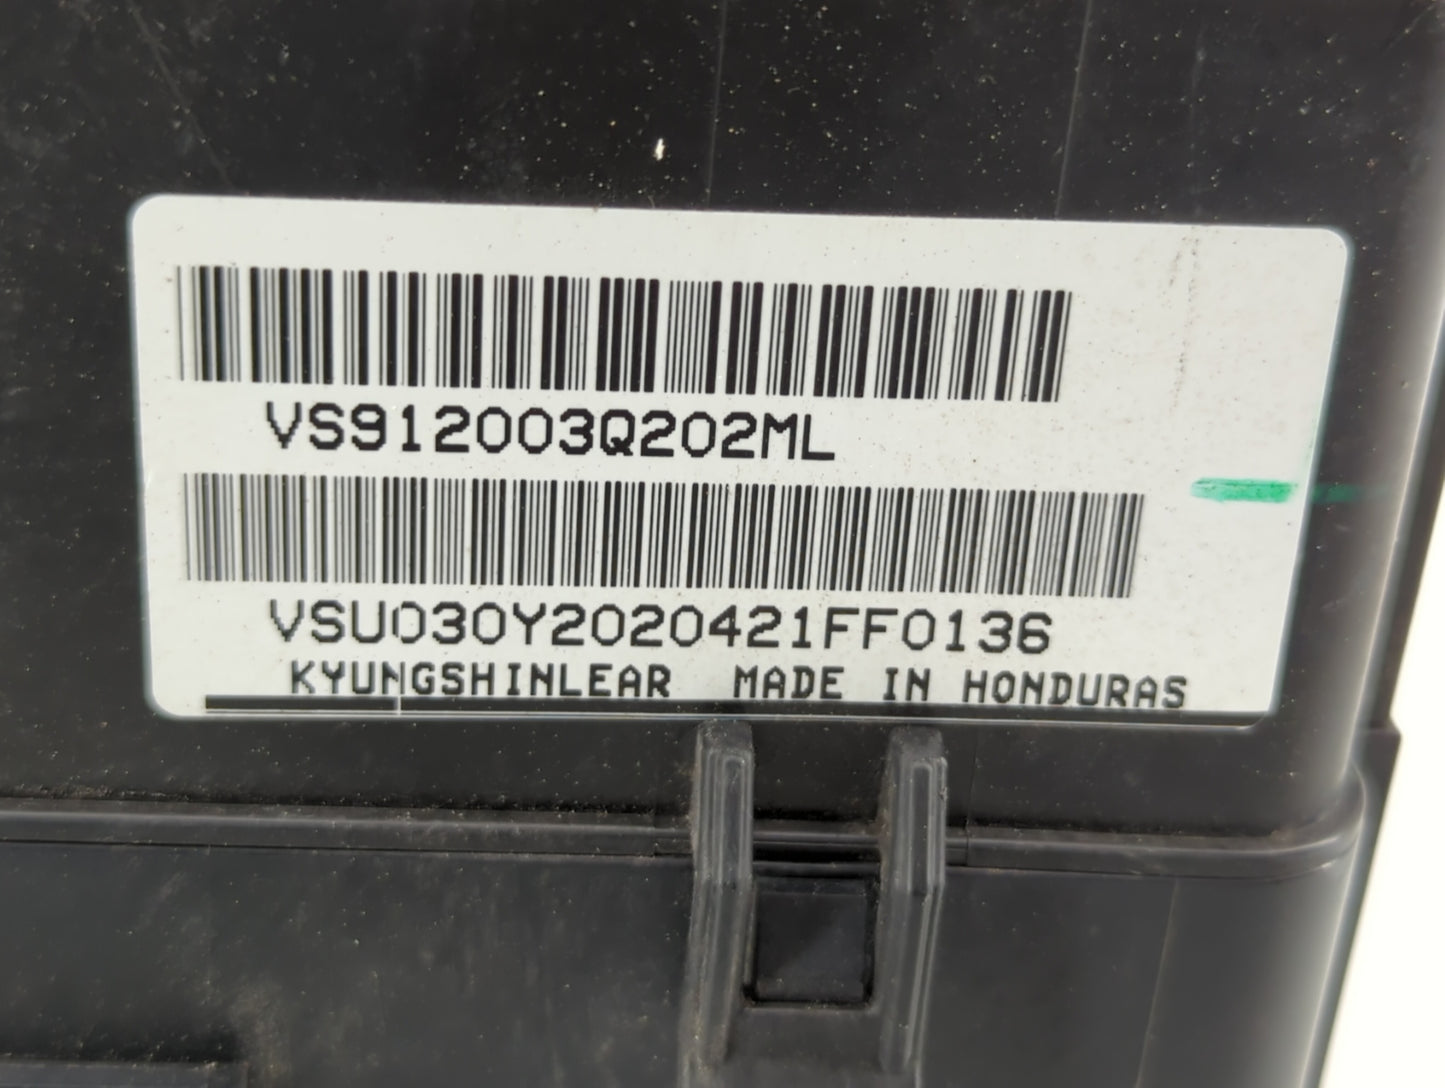 VS912003Q202ML
VSU030Y2020421FF0136
KYUNGSHINLEAR MADE IN HONDURAS